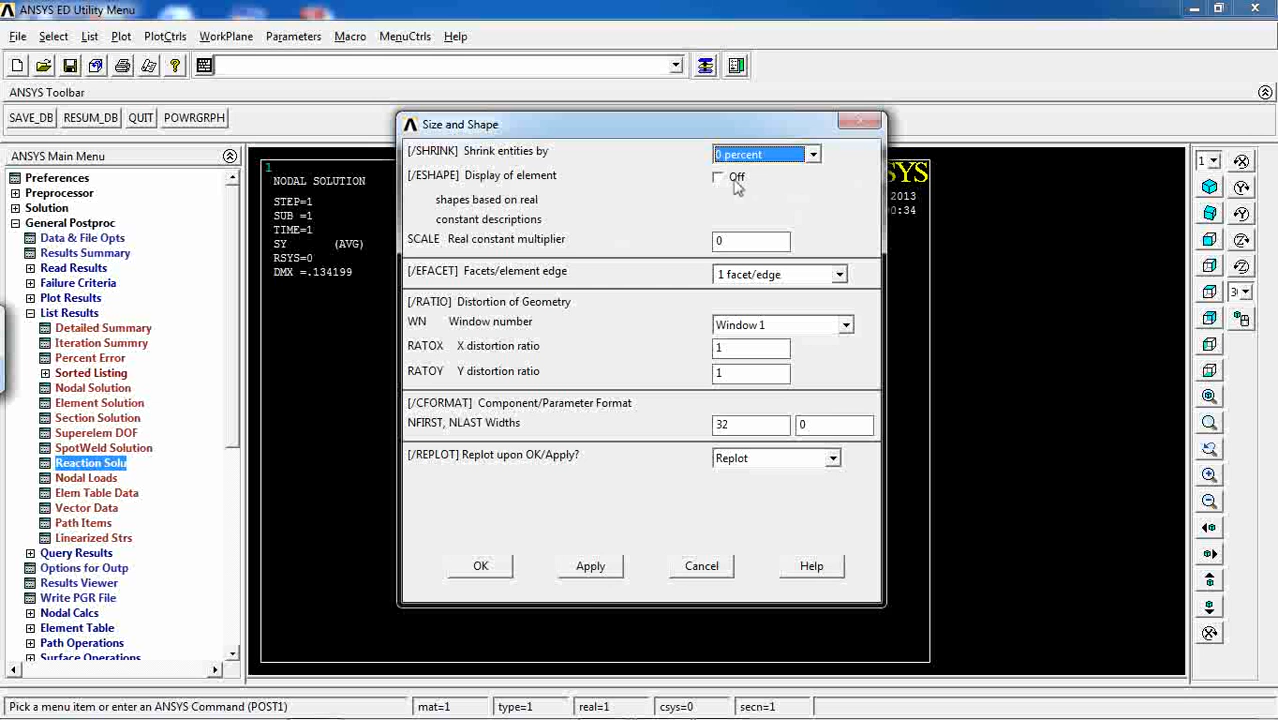 ANSYS ED Utility Menu
File Select List Plot PlotCtrls WorkPlane Parameters Macro MenuCtrls Help
ANSYS Toolbar
SAVE_DB RESUM_DB QUIT POWRGRPH
ANSYS Main Menu
Preferences
Preprocessor
Solution
General Postproc
Data & File Opts
Results Summary
Read Results
Failure Criteria
Plot Results
List Results
Detailed Summary
Iteration Summry
Percent Error
Sorted Listing
Nodal Solution
Element Solution
Section Solution
Superelem DOF
SpotWeld Solution
Reaction Solu
Nodal Loads
Elem Table Data
Vector Data
Path Items
Linearized Strs
Query Results
Options for Outp
Results Viewer
Write PGR File
Nodal Calcs
Element Table
Path Operations
Surface Operations
1
NODAL SOLUTION
STEP=1
SUB =1
TIME=1
SY (AVG)
RSYS=0
DMX =.134199
SYS
2013
00:34
Size and Shape
[/SHRINK] Shrink entities by 0 percent
[/ESHAPE] Display of element Off
shapes based on real
constant descriptions
SCALE Real constant multiplier 0
[/EFACET] Facets/element edge 1 facet/edge
[/RATIO] Distortion of Geometry
WN Window number Window 1
RATOX X distortion ratio 1
RATOY Y distortion ratio 1
[/CFORMAT] Component/Parameter Format
NFIRST, NLAST Widths 32 0
[/REPLOT] Replot upon OK/Apply? Replot
OK Apply Cancel Help
1
3
Pick a menu item or enter an ANSYS Command (POST1) mat=1 type=1 real=1 csys=0 secn=1